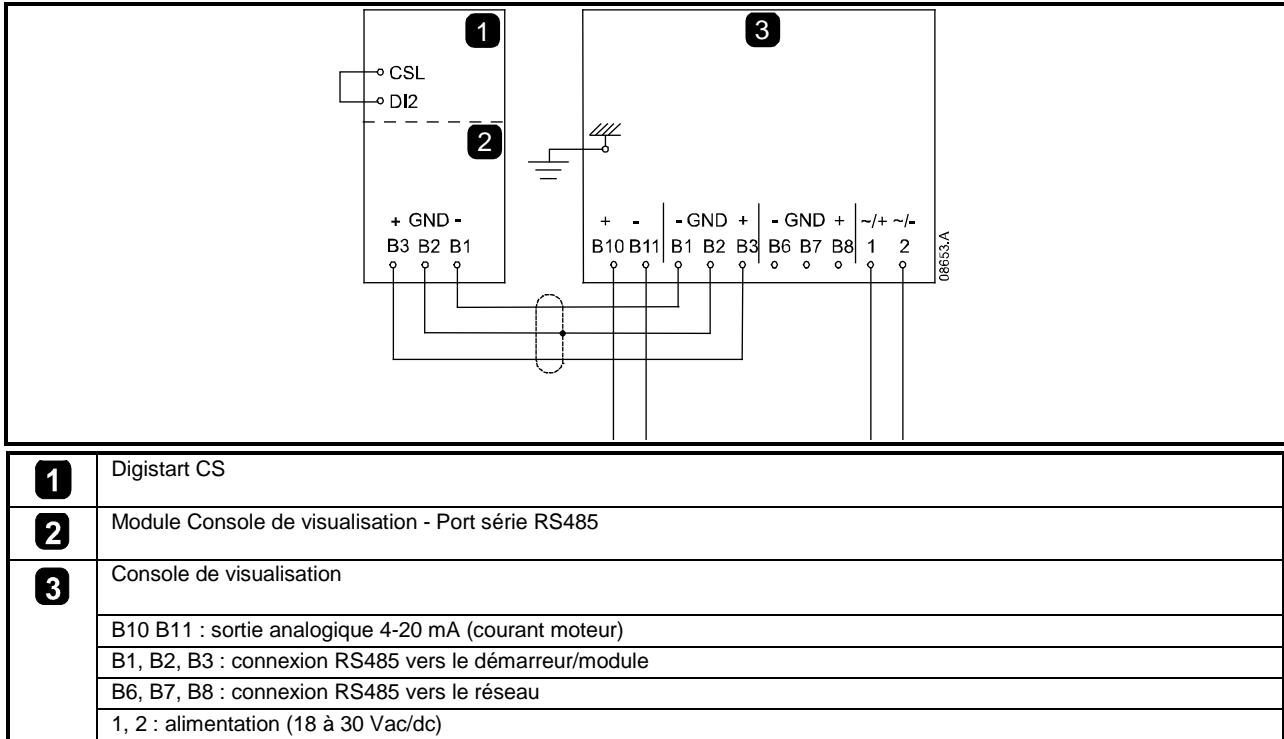 1
3
CSL
DI2
2
+ GND -
B3 B2 B1
+ - - GND + - GND + ~/+ ~/-
B10 B11 B1 B2 B3 B6 B7 B8 1 2
08653.A
1 Digistart CS
2 Module Console de visualisation - Port série RS485
3 Console de visualisation
B10 B11 : sortie analogique 4-20 mA (courant moteur)
B1, B2, B3 : connexion RS485 vers le démarreur/module
B6, B7, B8 : connexion RS485 vers le réseau
1, 2 : alimentation (18 à 30 Vac/dc)